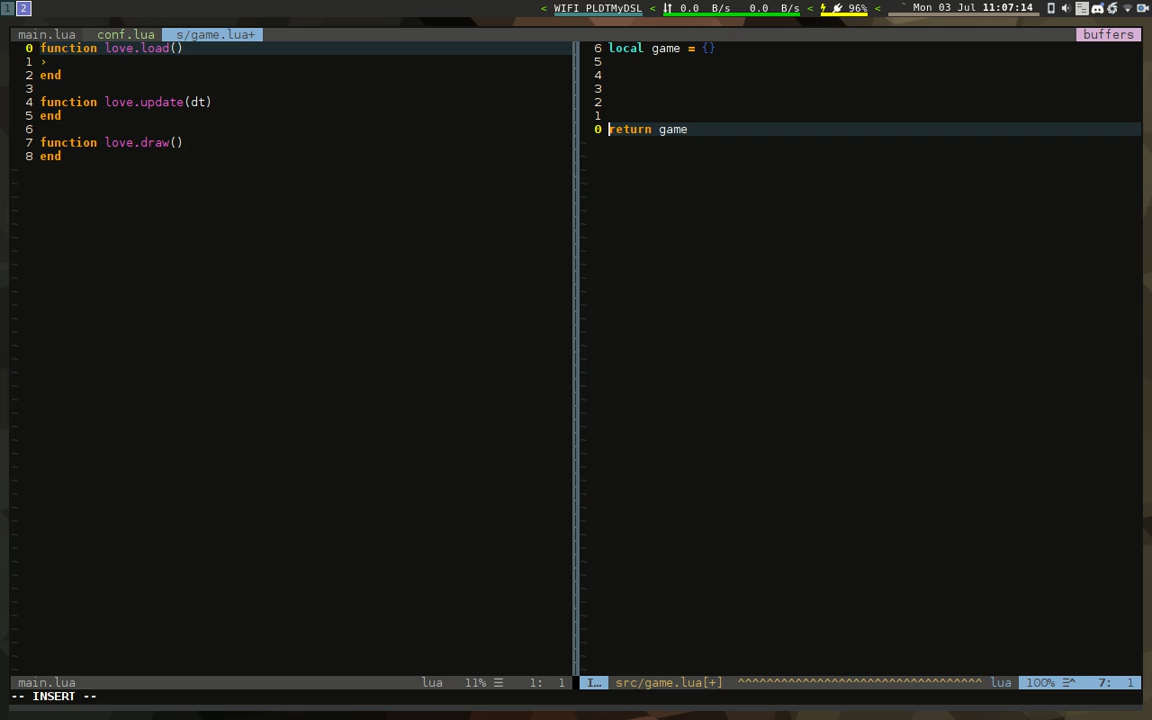 1 2 < WIFI PLDTMyDSL < 0.0 B/s 0.0 B/s < 96% < Mon 03 Jul 11:07:14
main.lua conf.lua s/game.lua+ buffers
0 function love.load()
1 ›
2 end
3
4 function love.update(dt)
5 end
6
7 function love.draw()
8 end
6 local game = {}
5
4
3
2
1
0 return game
main.lua lua 11% ☰ 1: 1
I… src/game.lua[+] ^^^^^^^^^^^^^^^^^^^^^^^^^^^^^^^^^^ lua 100% ☰^ 7: 1
-- INSERT --